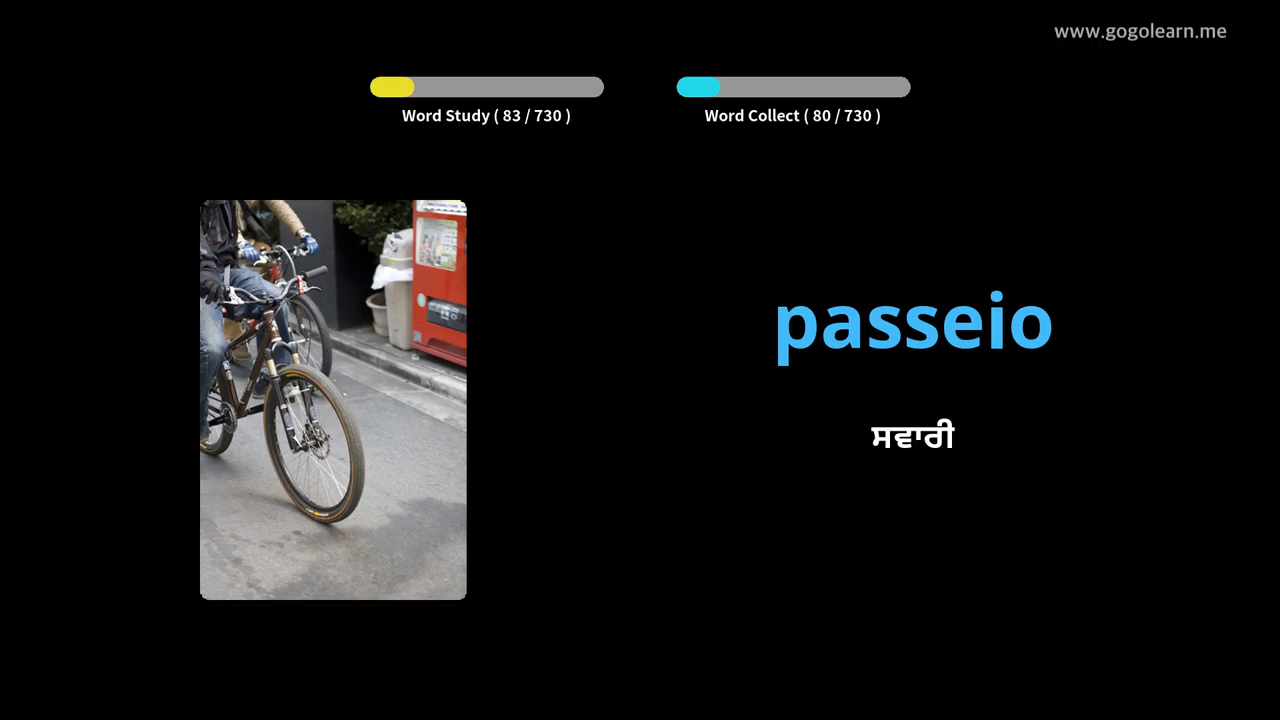 www.gogolearn.me
Word Study ( 83 / 730 )
Word Collect ( 80 / 730 )
passeio
ਸਵਾਰੀ